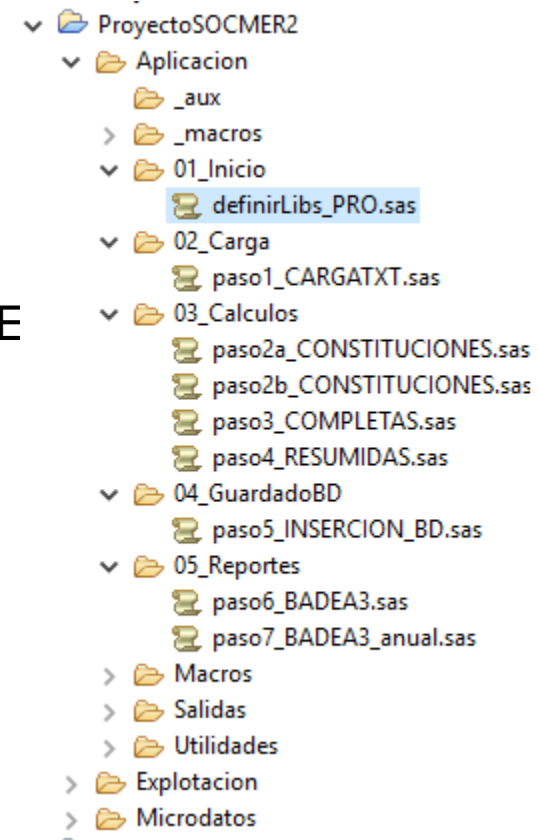 ProyectoSOCMER2
Aplicacion
_aux
_macros
01_Inicio
definirLibs_PRO.sas
02_Carga
paso1_CARGATXT.sas
E
03_Calculos
paso2a_CONSTITUCIONES.sas
paso2b_CONSTITUCIONES.sas
paso3_COMPLETAS.sas
paso4_RESUMIDAS.sas
04_GuardadoBD
paso5_INSERCION_BD.sas
05_Reportes
paso6_BADEA3.sas
paso7_BADEA3_anual.sas
Macros
Salidas
Utilidades
Explotacion
Microdatos